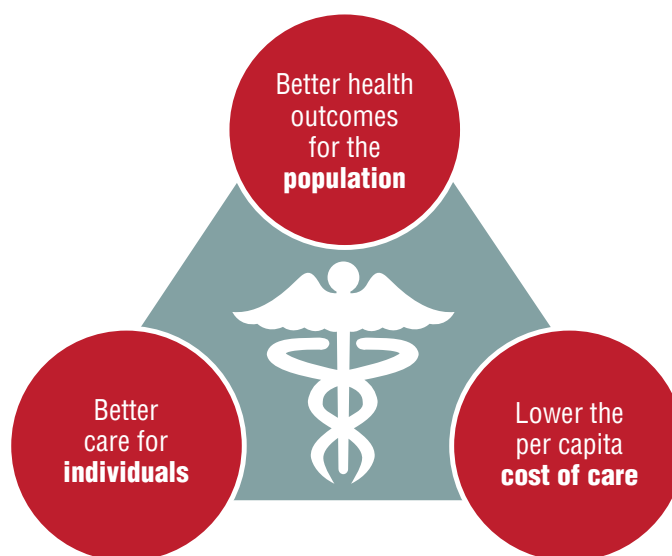 Better health
outcomes
for the
population
Better
care for
individuals
Lower the
per capita
cost of care